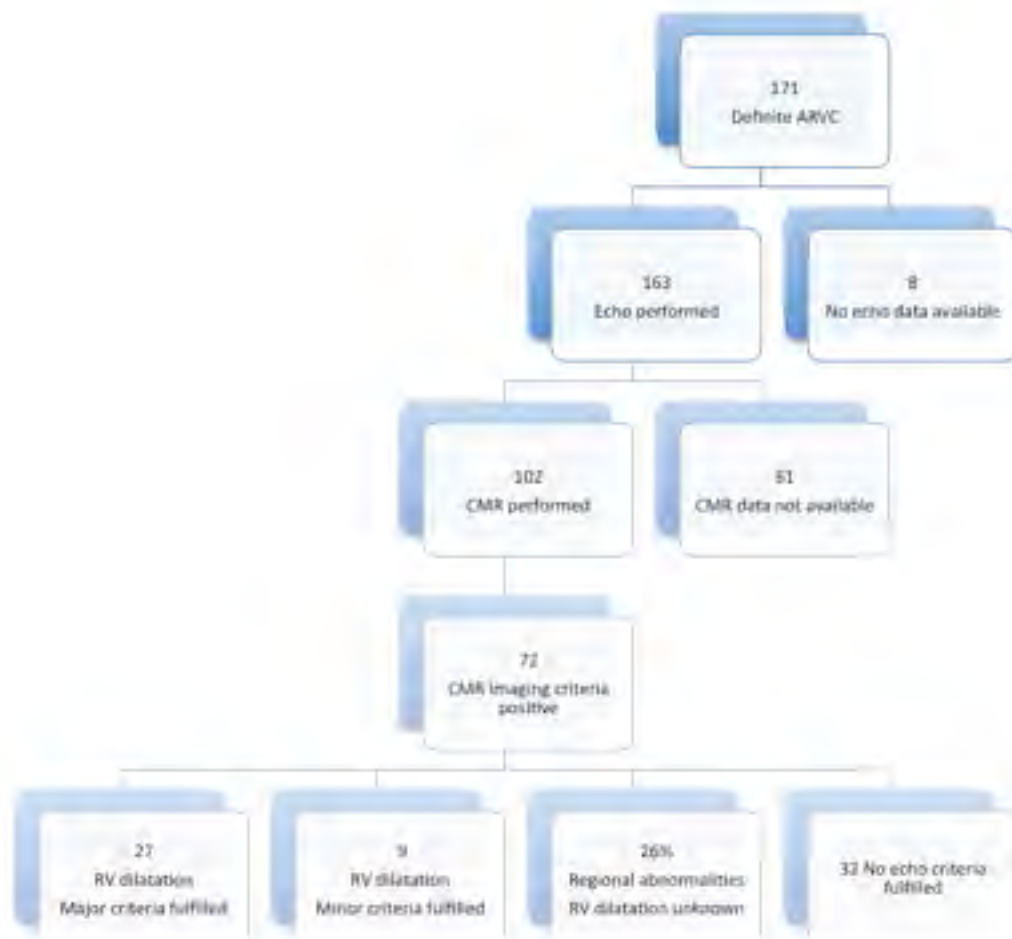 171
Definite ARVC
163
Echo performed
8
No echo data available
102
CMR performed
61
CMR data not available
72
CMR imaging criteria
positive
27
RV dilatation
Major criteria fulfilled
9
RV dilatation
Minor criteria fulfilled
26%
Regional abnormalities
RV dilatation unknown
32 No echo criteria
fulfilled